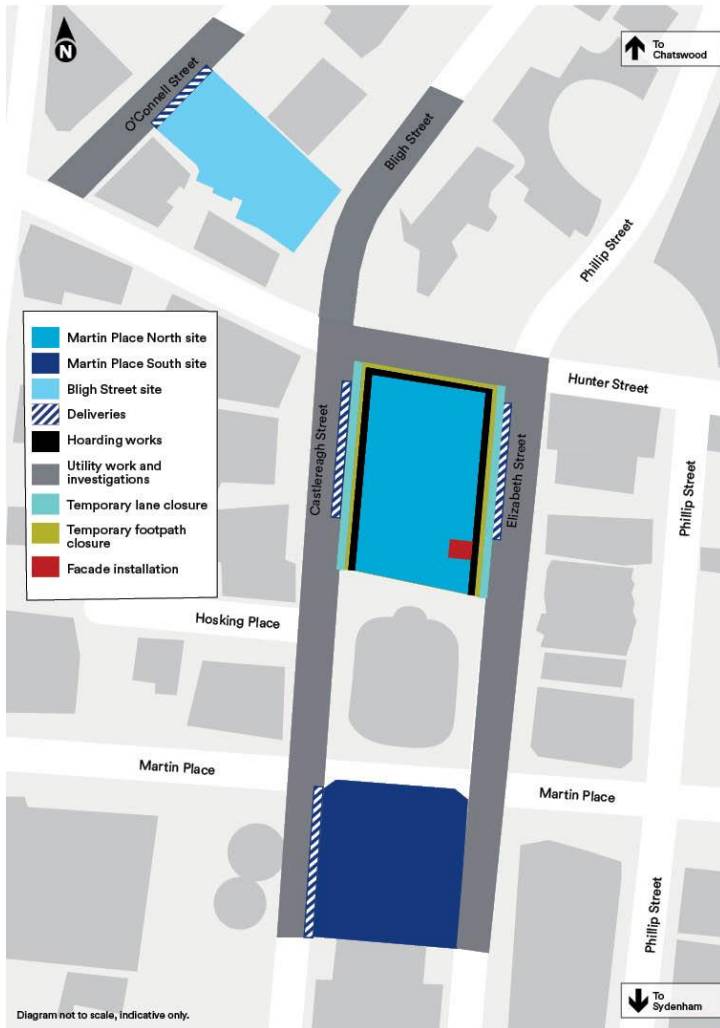 N
To
Chatswood
O'Connell Street
Bligh Street
Phillip Street
Martin Place North site
Martin Place South site
Bligh Street site
Deliveries
Hoarding works
Utility work and
investigations
Temporary lane closure
Temporary footpath
closure
Facade installation
Hunter Street
Castlereagh Street
Elizabeth Street
Phillip Street
Hosking Place
Martin Place
Martin Place
Phillip Street
To
Sydenham
Diagram not to scale, indicative only.